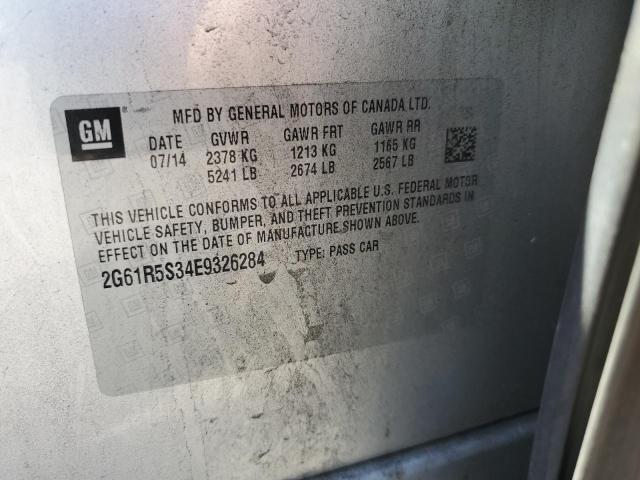 GM
MFD BY GENERAL MOTORS OF CANADA LTD.
DATE GVWR GAWR FRT GAWR RR
07/14 2378 KG 1213 KG 1165 KG
5241 LB 2674 LB 2567 LB
THIS VEHICLE CONFORMS TO ALL APPLICABLE U.S. FEDERAL MOTOR
VEHICLE SAFETY, BUMPER, AND THEFT PREVENTION STANDARDS IN
EFFECT ON THE DATE OF MANUFACTURE SHOWN ABOVE.
2G61R5S34E9326284 TYPE: PASS CAR